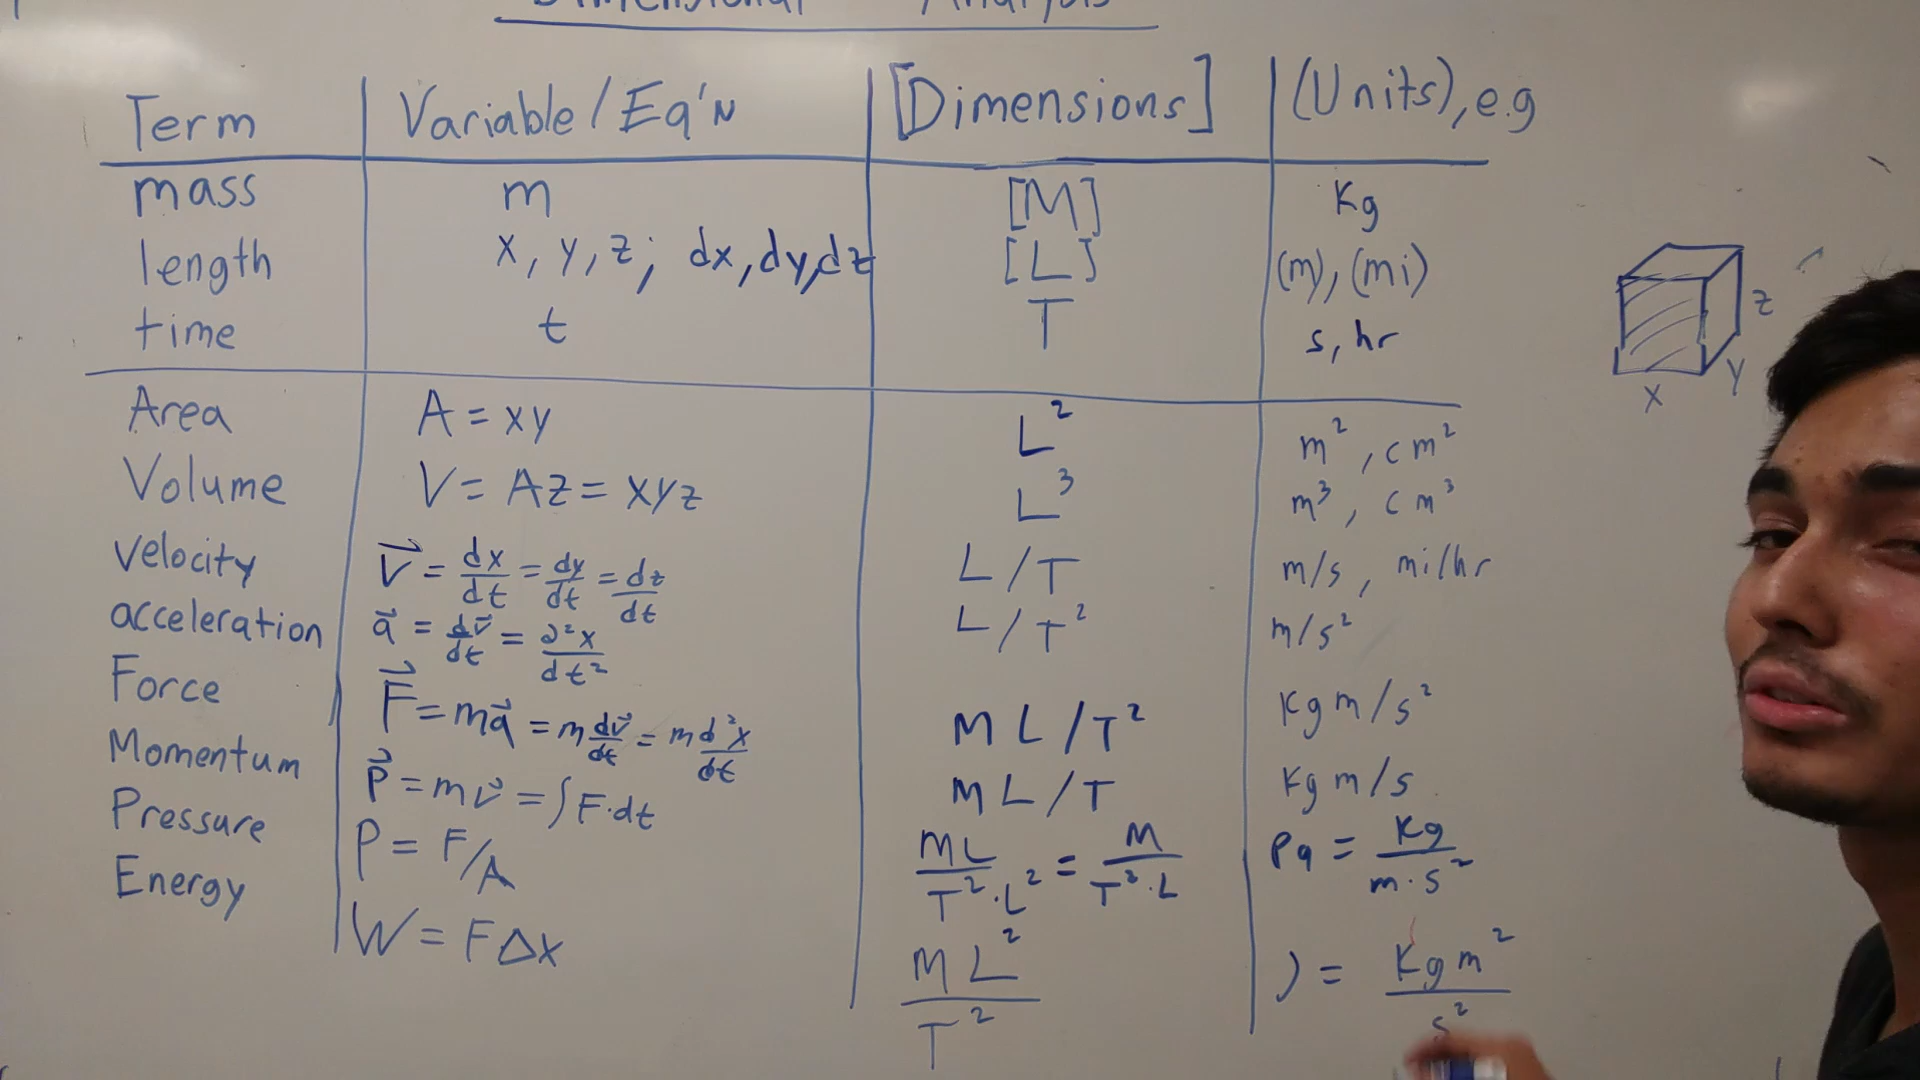 Dimensional Analysis
Term Variable/Eq'n [Dimensions] (Units), e.g
mass m [M] Kg
length x, y, z; dx, dy, dz [L] (m), (mi)
time t T s, hr
Area A = xy L² m², cm²
Volume V = Az = xyz L³ m³, cm³
Velocity V⃗ = dx/dt = dy/dt = dz/dt L/T m/s, mi/hr
acceleration a⃗ = dv⃗/dt = ∂²x/dt² L/T² m/s²
Force F⃗ = ma⃗ = m dv⃗/dt = m d²x/dt ML/T² Kg m/s²
Momentum P⃗ = mv⃗ = ∫F·dt ML/T Kg m/s
Pressure P = F/A ML/T²·L² = M/T²·L Pa = Kg/m·s²
Energy W = FΔx ML²/T² J = Kg m²/s²
z
y
x